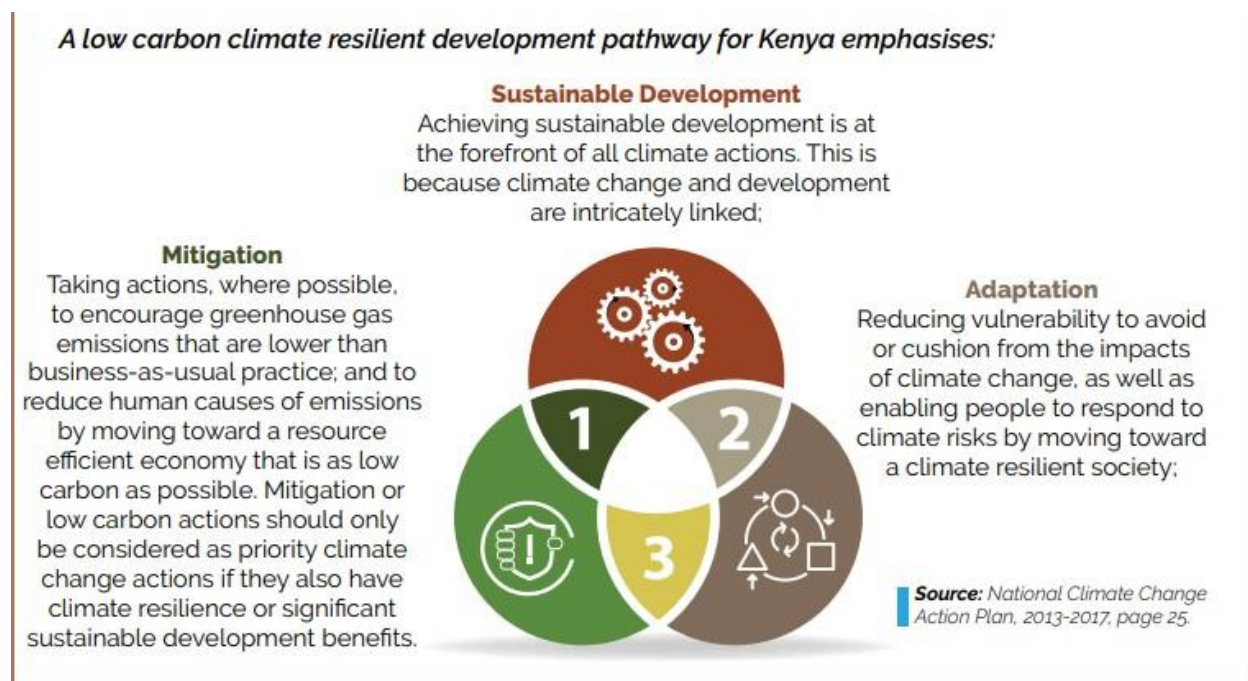 A low carbon climate resilient development pathway for Kenya emphasises:
Sustainable Development
Achieving sustainable development is at
the forefront of all climate actions. This is
because climate change and development
are intricately linked;
Mitigation
Taking actions, where possible,
to encourage greenhouse gas
emissions that are lower than
business-as-usual practice; and to
reduce human causes of emissions
by moving toward a resource
efficient economy that is as low
carbon as possible. Mitigation or
low carbon actions should only
be considered as priority climate
change actions if they also have
climate resilience or significant
sustainable development benefits.
Adaptation
Reducing vulnerability to avoid
or cushion from the impacts
of climate change, as well as
enabling people to respond to
climate risks by moving toward
a climate resilient society;
1
2
3
!
Source: National Climate Change
Action Plan, 2013-2017, page 25.